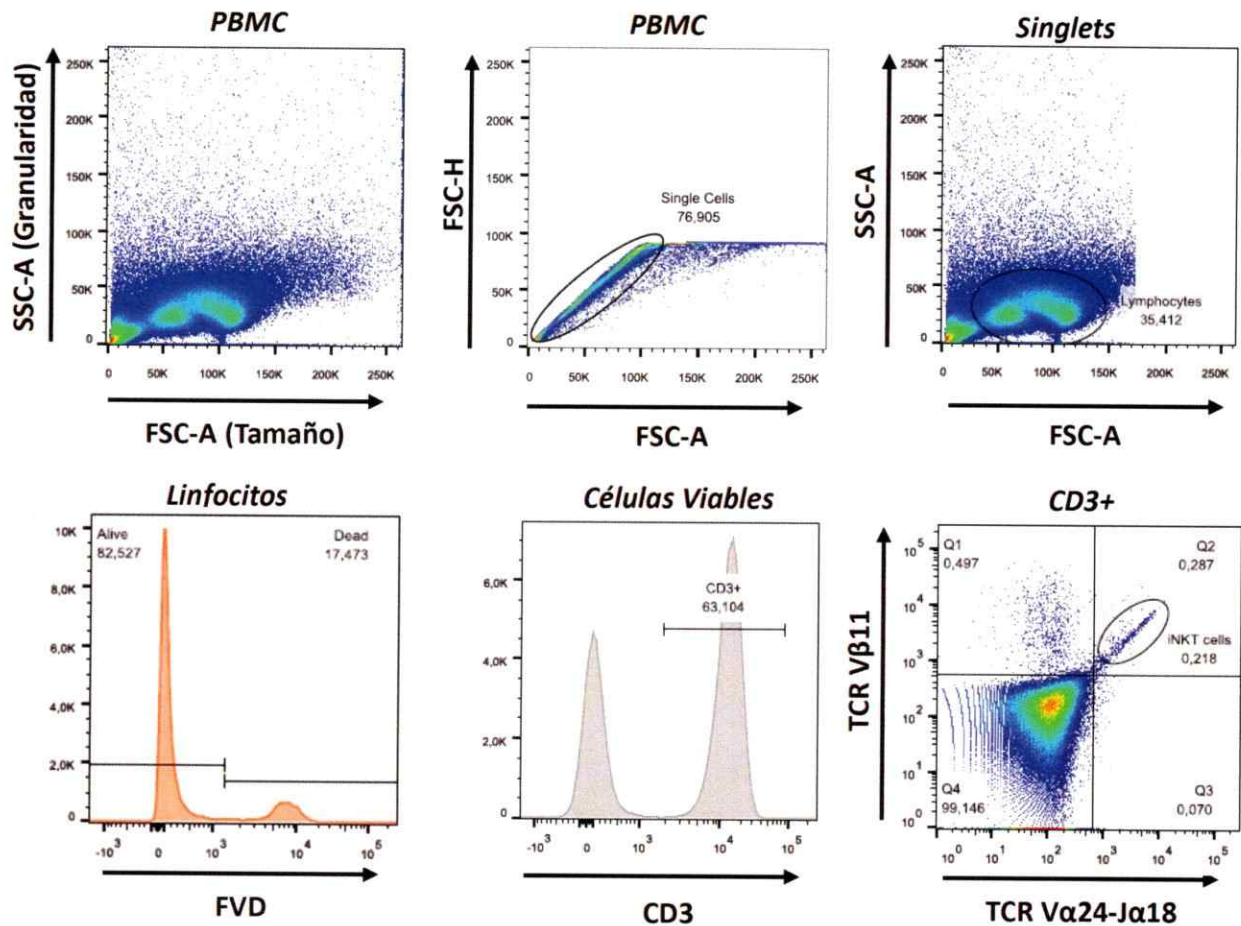 PBMC
SSC-A (Granularidad)
250K
200K
150K
100K
50K
0
0 50K 100K 150K 200K 250K
FSC-A (Tamaño)
PBMC
FSC-H
250K
200K
150K
100K
50K
0
Single Cells
76,905
0 50K 100K 150K 200K 250K
FSC-A
Singlets
SSC-A
250K
200K
150K
100K
50K
0
Lymphocytes
35,412
0 50K 100K 150K 200K 250K
FSC-A
Linfocitos
10K
8,0K
6,0K
4,0K
2,0K
0
Alive
82,527
Dead
17,473
-10³ 0 10³ 10⁴ 10⁵
FVD
Células Viables
6,0K
4,0K
2,0K
0
CD3+
63,104
-10³ 0 10³ 10⁴ 10⁵
CD3
CD3+
TCR Vβ11
10⁵
10⁴
10³
10²
10¹
10⁰
Q1
0,497
Q2
0,287
iNKT cells
0,218
Q4
99,146
Q3
0,070
10⁰ 10¹ 10² 10³ 10⁴ 10⁵
TCR Vα24-Jα18